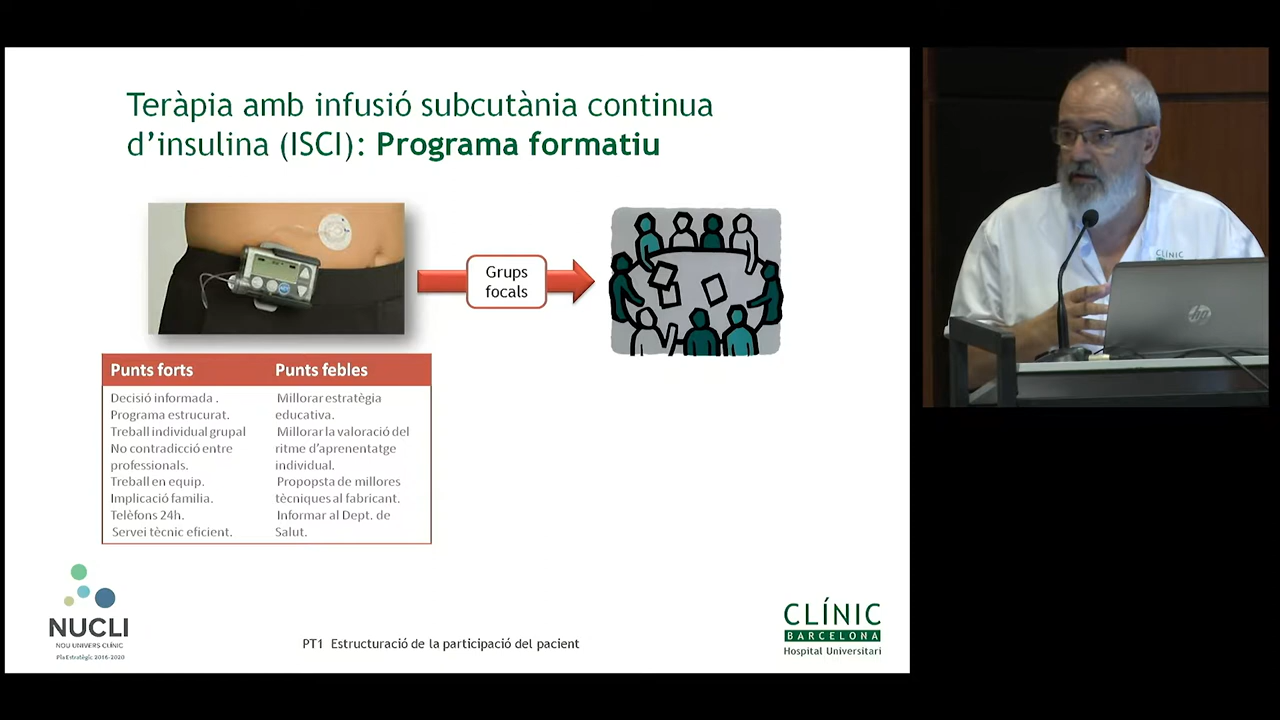 Teràpia amb infusió subcutània continua
d'insulina (ISCI): Programa formatiu
Grups
focals
Punts forts
Punts febles
Decisió informada .
Programa estrucurat.
Treball individual grupal
No contradicció entre
professionals.
Treball en equip.
Implicació familia.
Telèfons 24h.
Servei tècnic eficient.
Millorar estratègia
educativa.
Millorar la valoració del
ritme d'aprenentatge
individual.
Propopsta de millores
tècniques al fabricant.
Informar al Dept. de
Salut.
NUCLI
NOU UNIVERS CLÍNIC
Pla Estratègic 2016-2020
PT1 Estructuració de la participació del pacient
CLÍNIC
BARCELONA
Hospital Universitari
CLÍNIC
hp